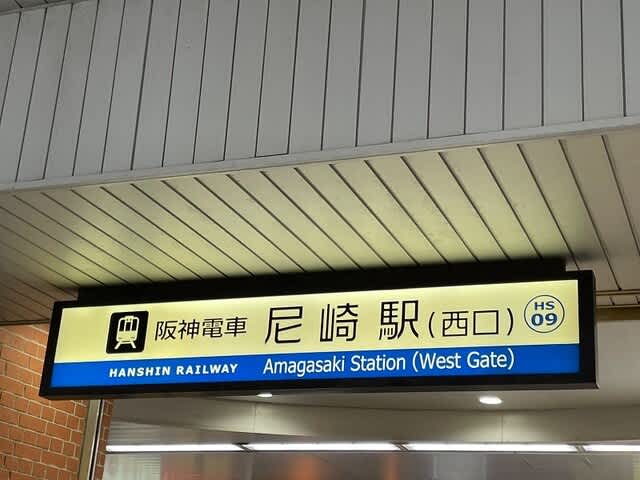 阪神電車 尼崎駅(西口) HS 09
HANSHIN RAILWAY Amagasaki Station (West Gate)